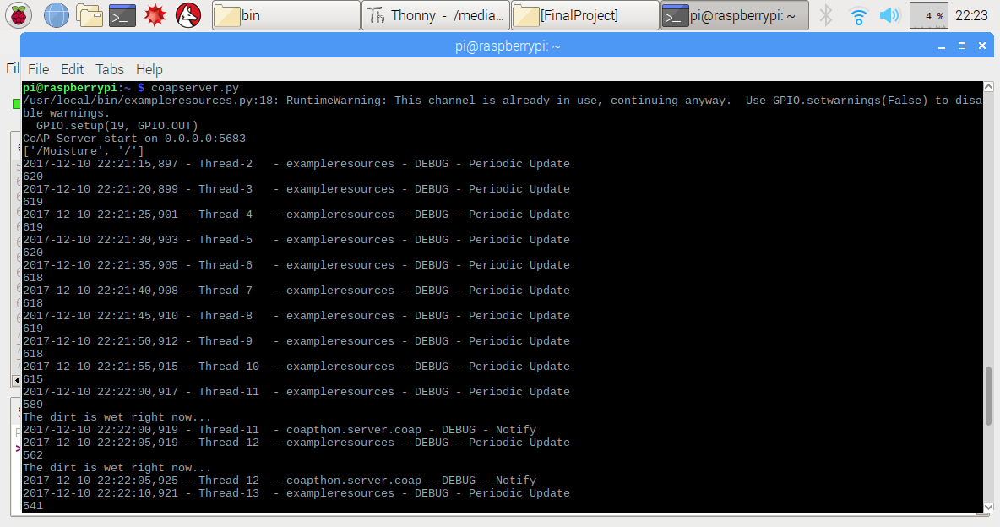 bin
Thonny - /media...
[FinalProject]
pi@raspberrypi: ~
4 %
22:23
pi@raspberrypi: ~
Fil
File Edit Tabs Help
pi@raspberrypi:~ $ coapserver.py
/usr/local/bin/exampleresources.py:18: RuntimeWarning: This channel is already in use, continuing anyway.  Use GPIO.setwarnings(False) to disa
ble warnings.
  GPIO.setup(19, GPIO.OUT)
CoAP Server start on 0.0.0.0:5683
['/Moisture', '/']
2017-12-10 22:21:15,897 - Thread-2   - exampleresources - DEBUG - Periodic Update
620
2017-12-10 22:21:20,899 - Thread-3   - exampleresources - DEBUG - Periodic Update
619
2017-12-10 22:21:25,901 - Thread-4   - exampleresources - DEBUG - Periodic Update
619
2017-12-10 22:21:30,903 - Thread-5   - exampleresources - DEBUG - Periodic Update
620
2017-12-10 22:21:35,905 - Thread-6   - exampleresources - DEBUG - Periodic Update
618
2017-12-10 22:21:40,908 - Thread-7   - exampleresources - DEBUG - Periodic Update
618
2017-12-10 22:21:45,910 - Thread-8   - exampleresources - DEBUG - Periodic Update
619
2017-12-10 22:21:50,912 - Thread-9   - exampleresources - DEBUG - Periodic Update
618
2017-12-10 22:21:55,915 - Thread-10  - exampleresources - DEBUG - Periodic Update
615
2017-12-10 22:22:00,917 - Thread-11  - exampleresources - DEBUG - Periodic Update
589
The dirt is wet right now...
2017-12-10 22:22:00,919 - Thread-11  - coapthon.server.coap - DEBUG - Notify
2017-12-10 22:22:05,919 - Thread-12  - exampleresources - DEBUG - Periodic Update
562
The dirt is wet right now...
2017-12-10 22:22:05,925 - Thread-12  - coapthon.server.coap - DEBUG - Notify
2017-12-10 22:22:10,921 - Thread-13  - exampleresources - DEBUG - Periodic Update
541